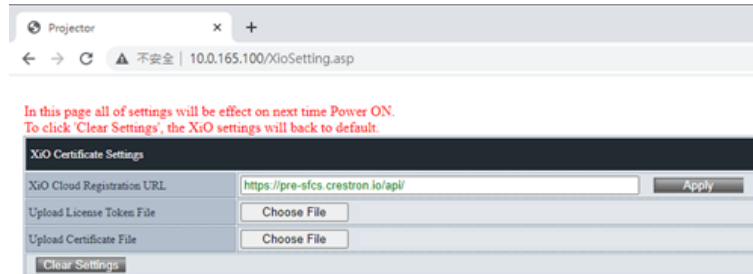 Projector
不安全 | 10.0.165.100/XioSetting.asp
In this page all of settings will be effect on next time Power ON.
To click 'Clear Settings', the XiO settings will back to default.
XiO Certificate Settings
XiO Cloud Registration URL https://pre-sfcs.crestron.io/api/ Apply
Upload License Token File Choose File
Upload Certificate File Choose File
Clear Settings